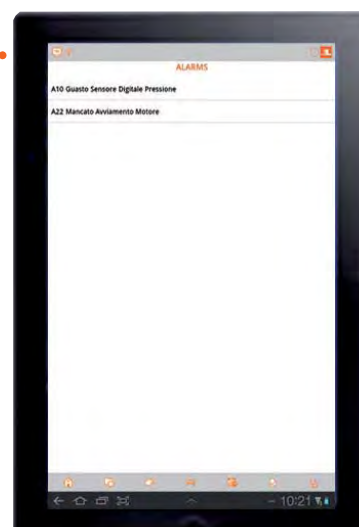 ALARMS
A10 Guasto Sensore Digitale Pressione
A22 Mancato Avviamento Motore
10:21